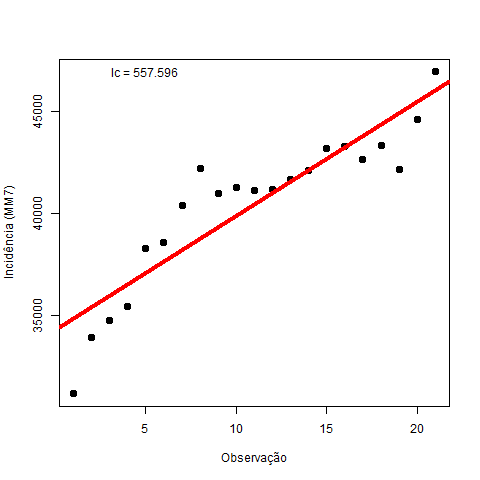 Ic = 557.596
Incidência (MM7)
45000
40000
35000
5
10
15
20
Observação